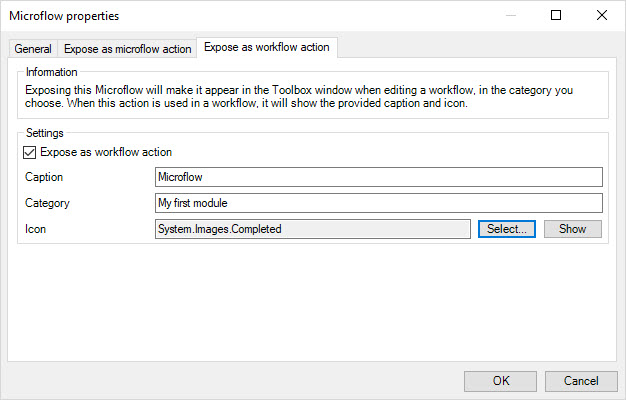 Microflow properties
General Expose as microflow action Expose as workflow action
Information
Exposing this Microflow will make it appear in the Toolbox window when editing a workflow, in the category you
choose. When this action is used in a workflow, it will show the provided caption and icon.
Settings
Expose as workflow action
Caption Microflow
Category My first module
Icon System.Images.Completed Select... Show
OK Cancel